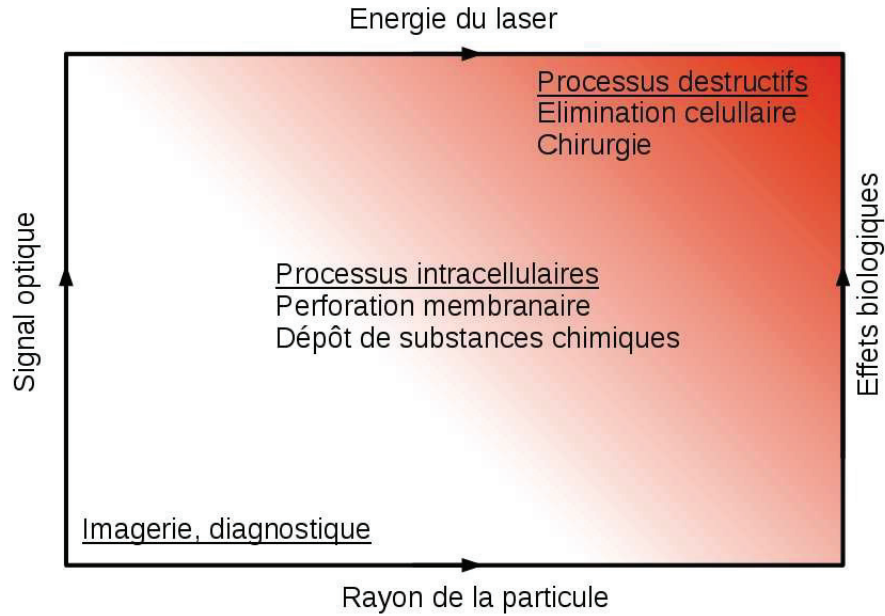 Energie du laser
Processus destructifs
Elimination celullaire
Chirurgie
Signal optique
Effets biologiques
Processus intracellulaires
Perforation membranaire
Dépôt de substances chimiques
Imagerie, diagnostique
Rayon de la particule